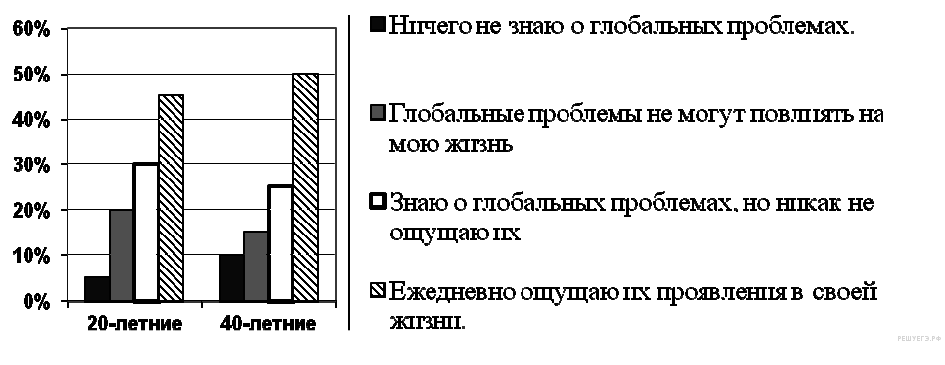 60%
50%
40%
30%
20%
10%
0%
20-летние
40-летние
Ничего не знаю о глобальных проблемах.
Глобальные проблемы не могут повлиять на
мою жизнь
Знаю о глобальных проблемах, но никак не
ощущаю их
Ежедневно ощущаю их проявления в своей
жизни.
РЕШУЕГЭ.РФ